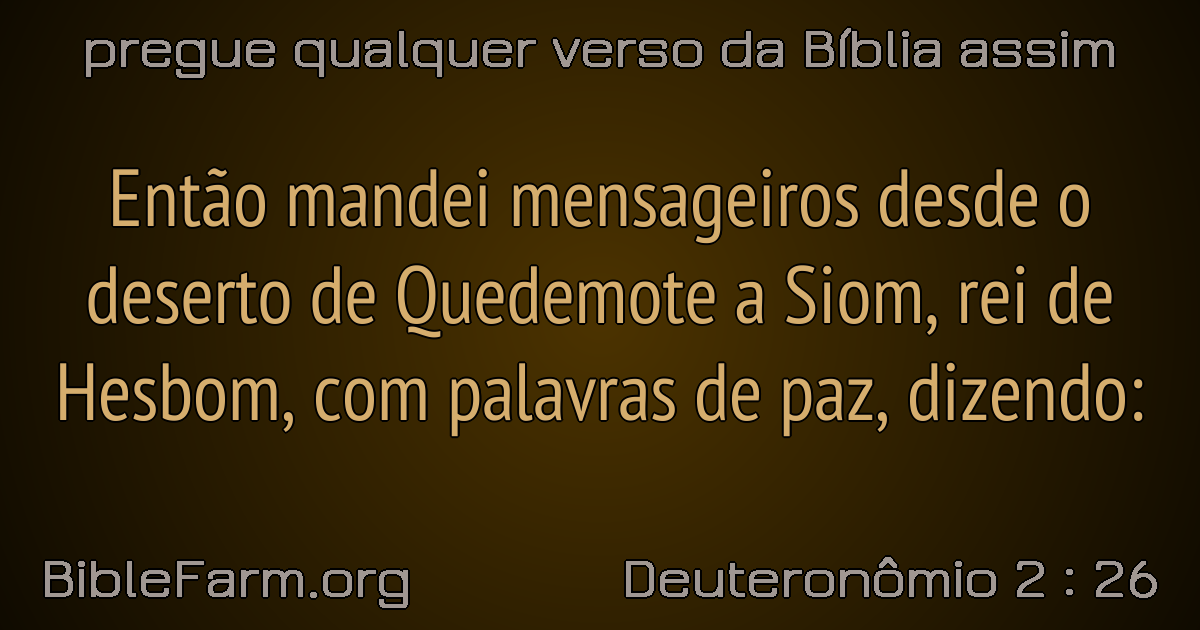 pregue qualquer verso da Bíblia assim
Então mandei mensageiros desde o
deserto de Quedemote a Siom, rei de
Hesbom, com palavras de paz, dizendo:
BibleFarm.org
Deuteronômio 2 : 26